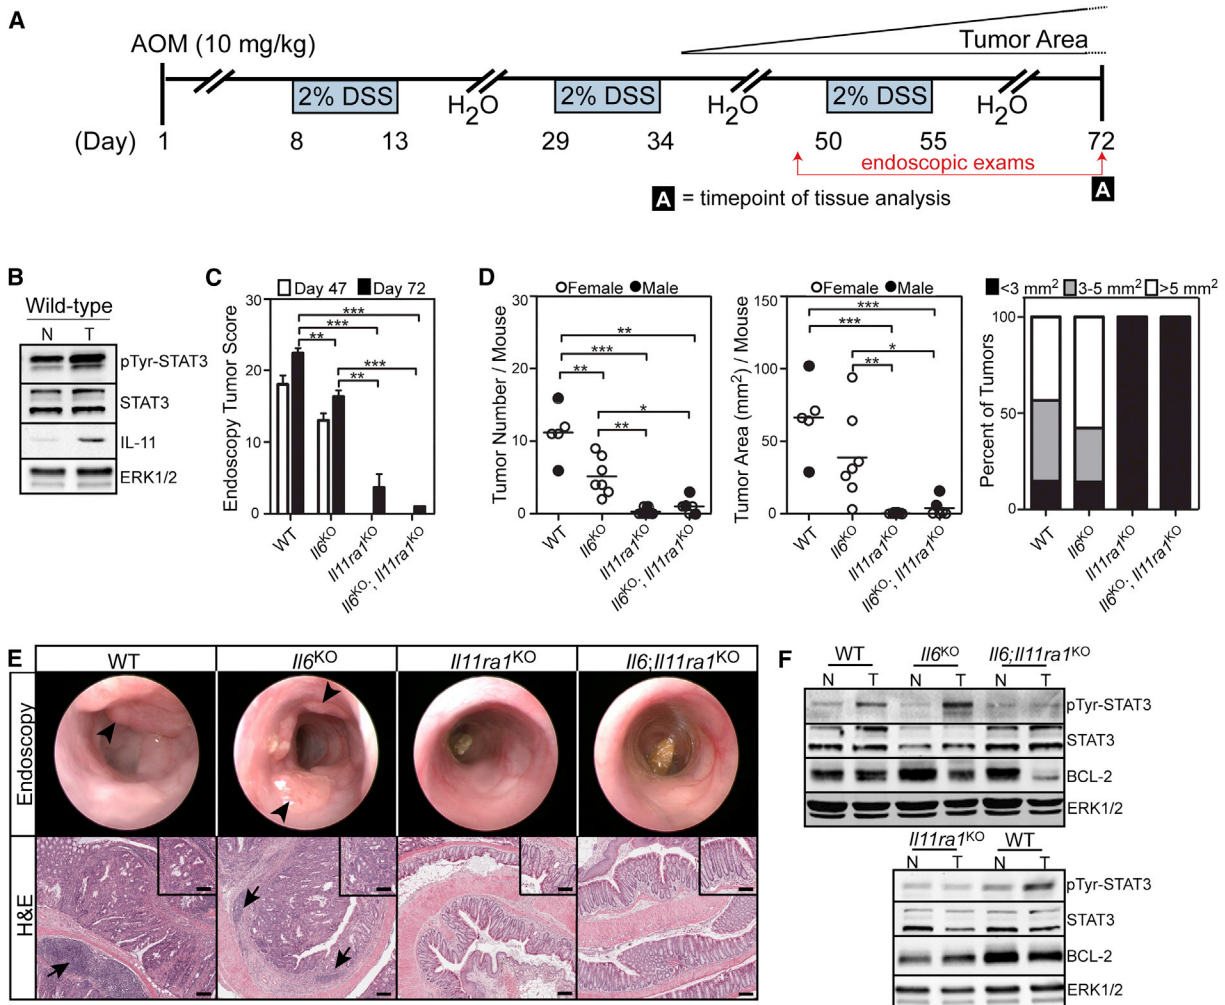 A
AOM (10 mg/kg)
Tumor Area
2% DSS
H2O
2% DSS
H2O
2% DSS
H2O
(Day) 1 8 13 29 34 50 55 72
endoscopic exams
A = timepoint of tissue analysis
A
B
Wild-type
N T
pTyr-STAT3
STAT3
IL-11
ERK1/2
C
Day 47 Day 72
Endoscopy Tumor Score
30
20
10
0
***
***
**
***
**
WT
Il6KO
Il11ra1KO
Il6KO; Il11ra1KO
D
Female Male
Tumor Number / Mouse
30
20
10
0
**
***
**
*
**
WT
Il6KO
Il11ra1KO
Il6KO; Il11ra1KO
Female Male
Tumor Area (mm2) / Mouse
150
100
50
0
***
***
*
**
WT
Il6KO
Il11ra1KO
Il6KO; Il11ra1KO
<3 mm2 3-5 mm2 >5 mm2
Percent of Tumors
100
50
0
WT
Il6KO
Il11ra1KO
Il6KO; Il11ra1KO
E
WT Il6KO Il11ra1KO Il6;Il11ra1KO
Endoscopy
H&E
F
WT Il6KO Il6;Il11ra1KO
N T N T N T
pTyr-STAT3
STAT3
BCL-2
ERK1/2
Il11ra1KO WT
N T N T
pTyr-STAT3
STAT3
BCL-2
ERK1/2